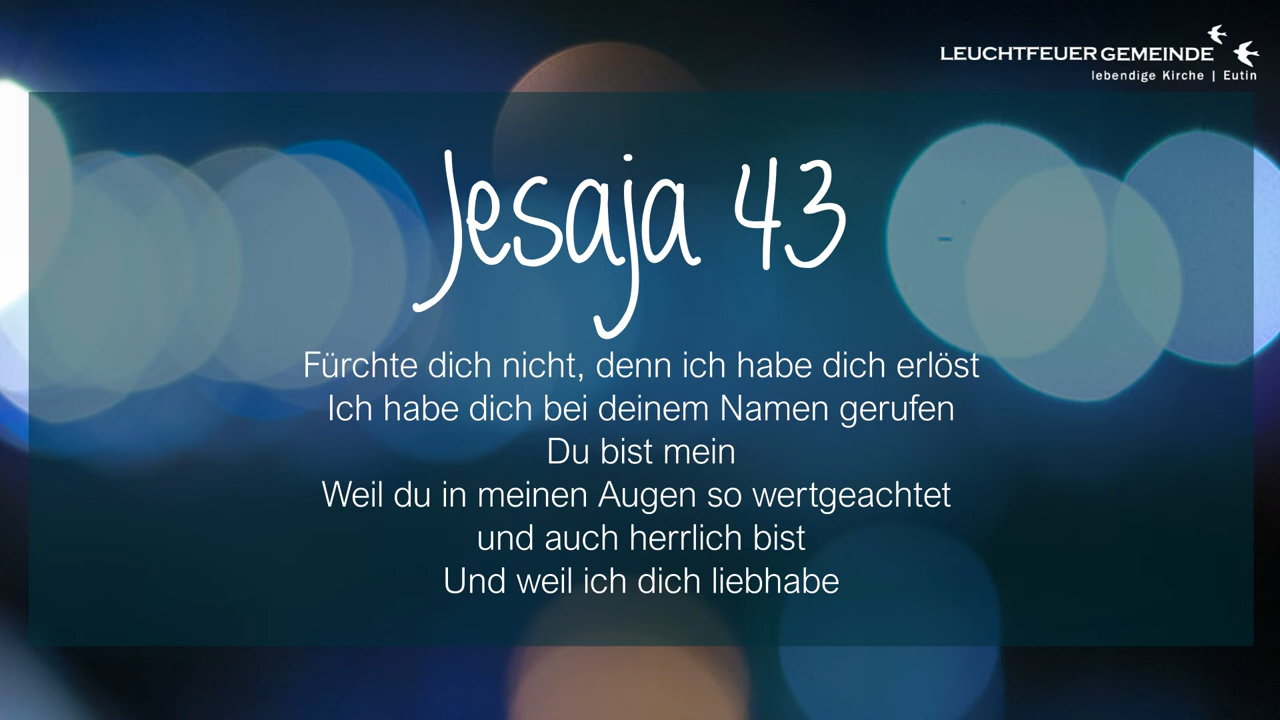 LEUCHTFEUER GEMEINDE
lebendige Kirche | Eutin
Jesaja 43
Fürchte dich nicht, denn ich habe dich erlöst
Ich habe dich bei deinem Namen gerufen
Du bist mein
Weil du in meinen Augen so wertgeachtet
und auch herrlich bist
Und weil ich dich liebhabe